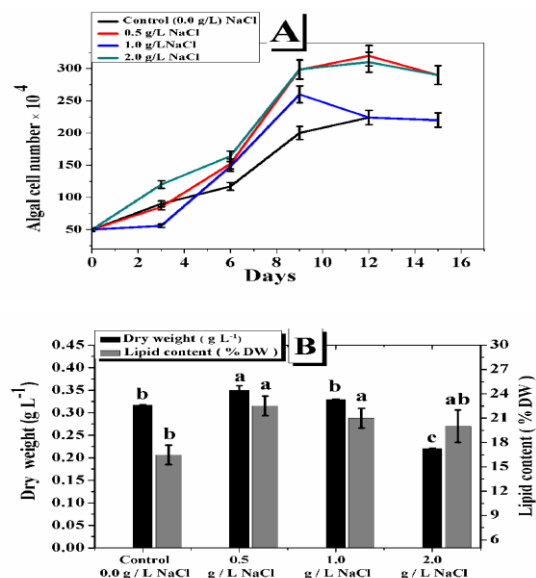 Control (0.0 g/L) NaCl
0.5 g/L NaCl
1.0 g/LNaCl
2.0 g/L NaCl
A
Algal cell number × 10⁴
300
250
200
150
100
50
0 2 4 6 8 10 12 14 16
Days
Dry weight ( g L⁻¹)
Lipid content ( % DW)
B
Dry weight (g L⁻¹)
0.45
0.40
0.35
0.30
0.25
0.20
0.15
0.10
0.05
0.00
b b a a b a c ab
30
27
24
21
18
15
12
9
6
Lipid content ( % DW)
Control 0.5 1.0 2.0
0.0 g / L NaCl g / L NaCl g / L NaCl g / L NaCl